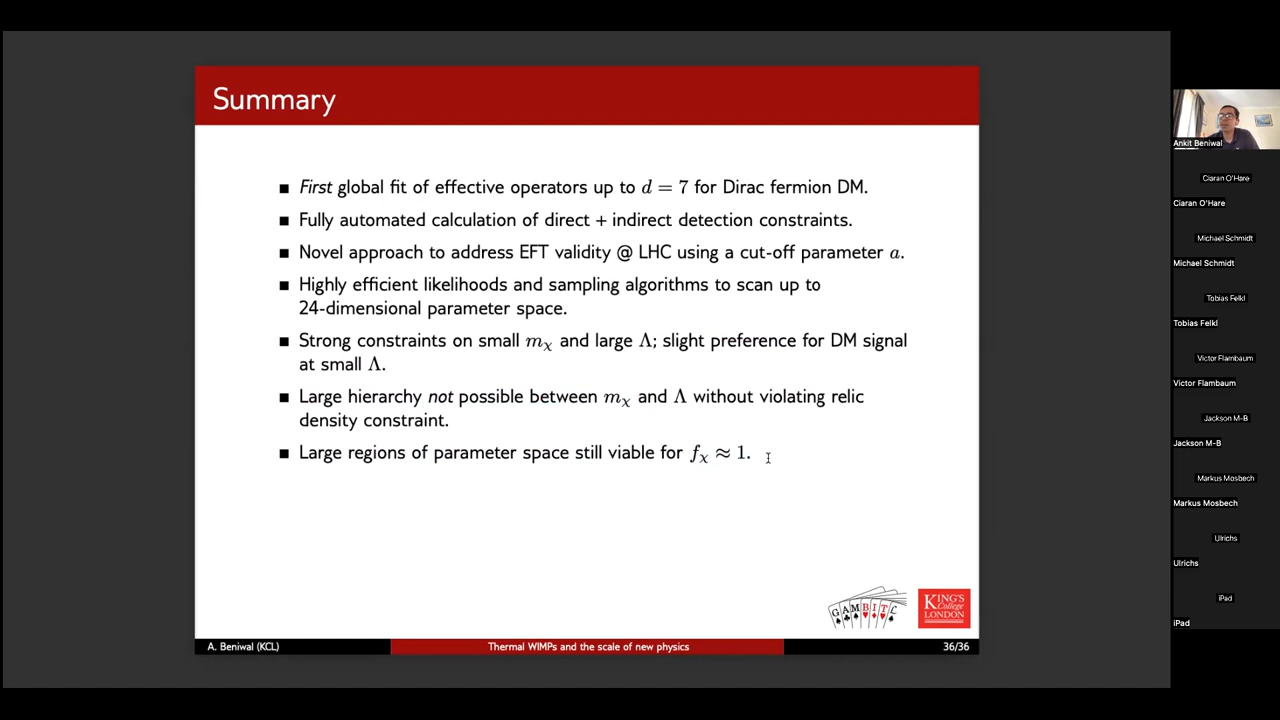 Summary
■ First global fit of effective operators up to d = 7 for Dirac fermion DM.
■ Fully automated calculation of direct + indirect detection constraints.
■ Novel approach to address EFT validity @ LHC using a cut-off parameter a.
■ Highly efficient likelihoods and sampling algorithms to scan up to
24-dimensional parameter space.
■ Strong constraints on small mχ and large Λ; slight preference for DM signal
at small Λ.
■ Large hierarchy not possible between mχ and Λ without violating relic
density constraint.
■ Large regions of parameter space still viable for fχ ≈ 1.
GAMBIT
KING'S
College
LONDON
A. Beniwal (KCL)
Thermal WIMPs and the scale of new physics
36/36
Ankit Beniwal
Ciaran O'Hare
Ciaran O'Hare
Michael Schmidt
Michael Schmidt
Tobias Felkl
Tobias Felkl
Victor Flambaum
Victor Flambaum
Jackson M-B
Jackson M-B
Markus Mosbech
Markus Mosbech
Ulrichs
Ulrichs
iPad
iPad